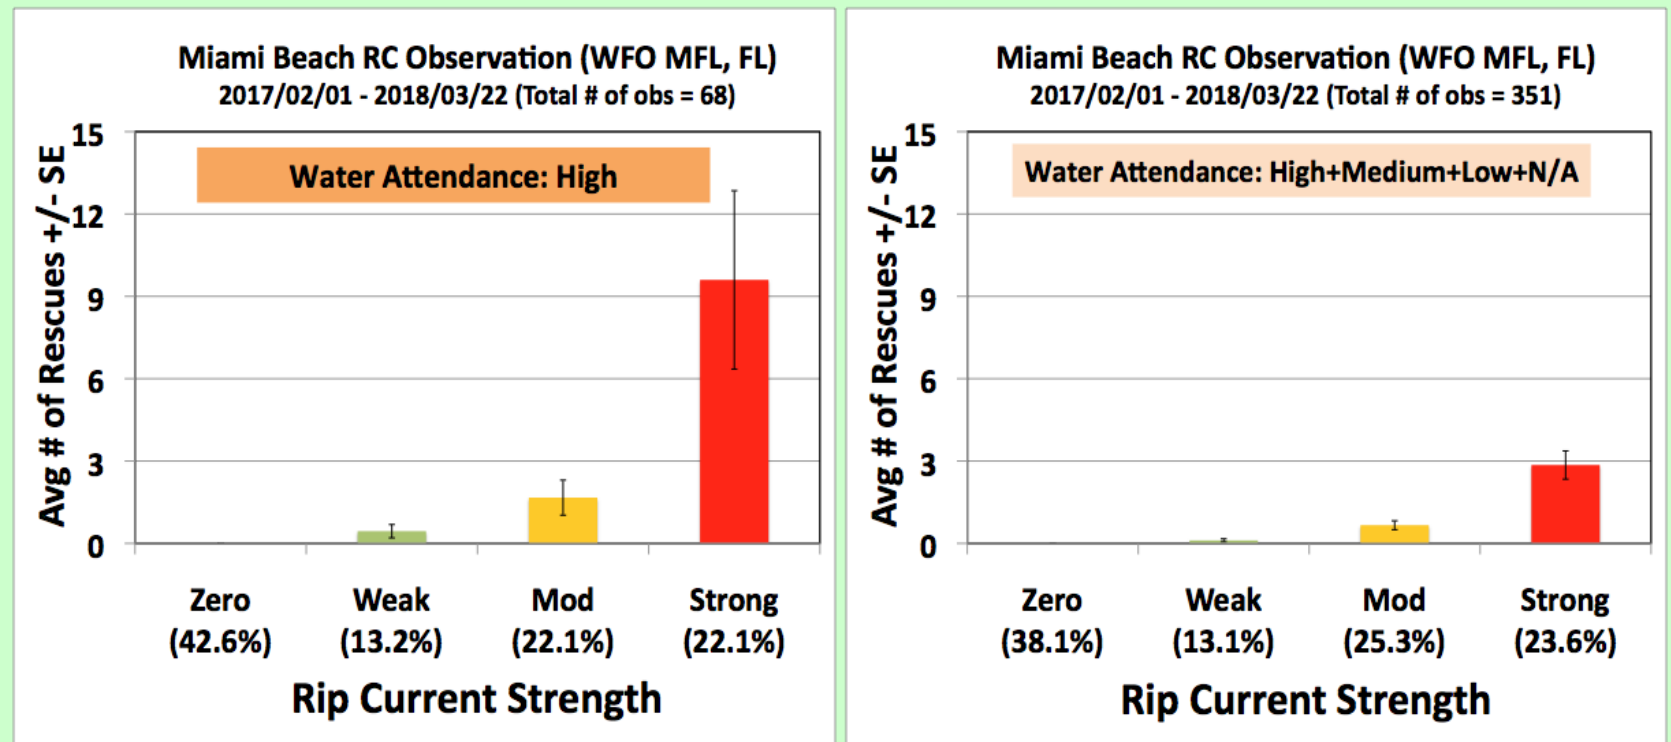 Miami Beach RC Observation (WFO MFL, FL)
2017/02/01 - 2018/03/22 (Total # of obs = 68)
Water Attendance: High
Avg # of Rescues +/- SE
15
12
9
6
3
0
Zero Weak Mod Strong
(42.6%) (13.2%) (22.1%) (22.1%)
Rip Current Strength
Miami Beach RC Observation (WFO MFL, FL)
2017/02/01 - 2018/03/22 (Total # of obs = 351)
Water Attendance: High+Medium+Low+N/A
Avg # of Rescues +/- SE
15
12
9
6
3
0
Zero Weak Mod Strong
(38.1%) (13.1%) (25.3%) (23.6%)
Rip Current Strength